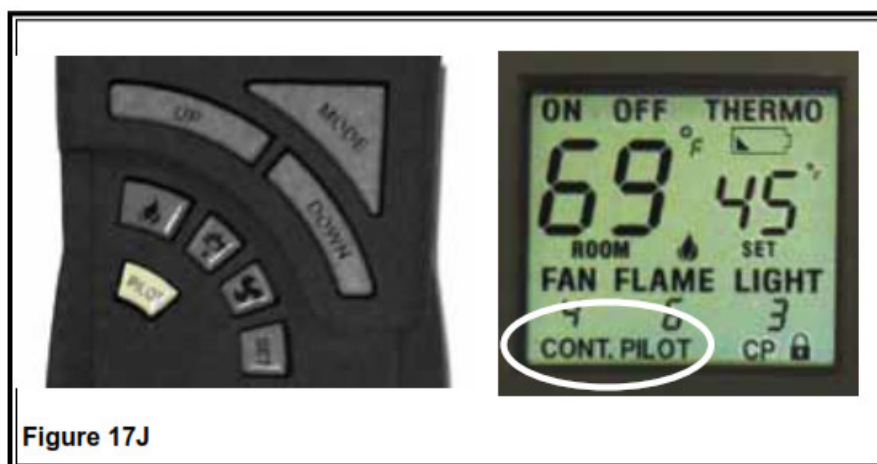 UP
MODE
DOWN
PILOT
SET
ON OFF THERMO
69 °F 45 °F
ROOM SET
FAN FLAME LIGHT
4 6 3
CONT. PILOT CP
Figure 17J